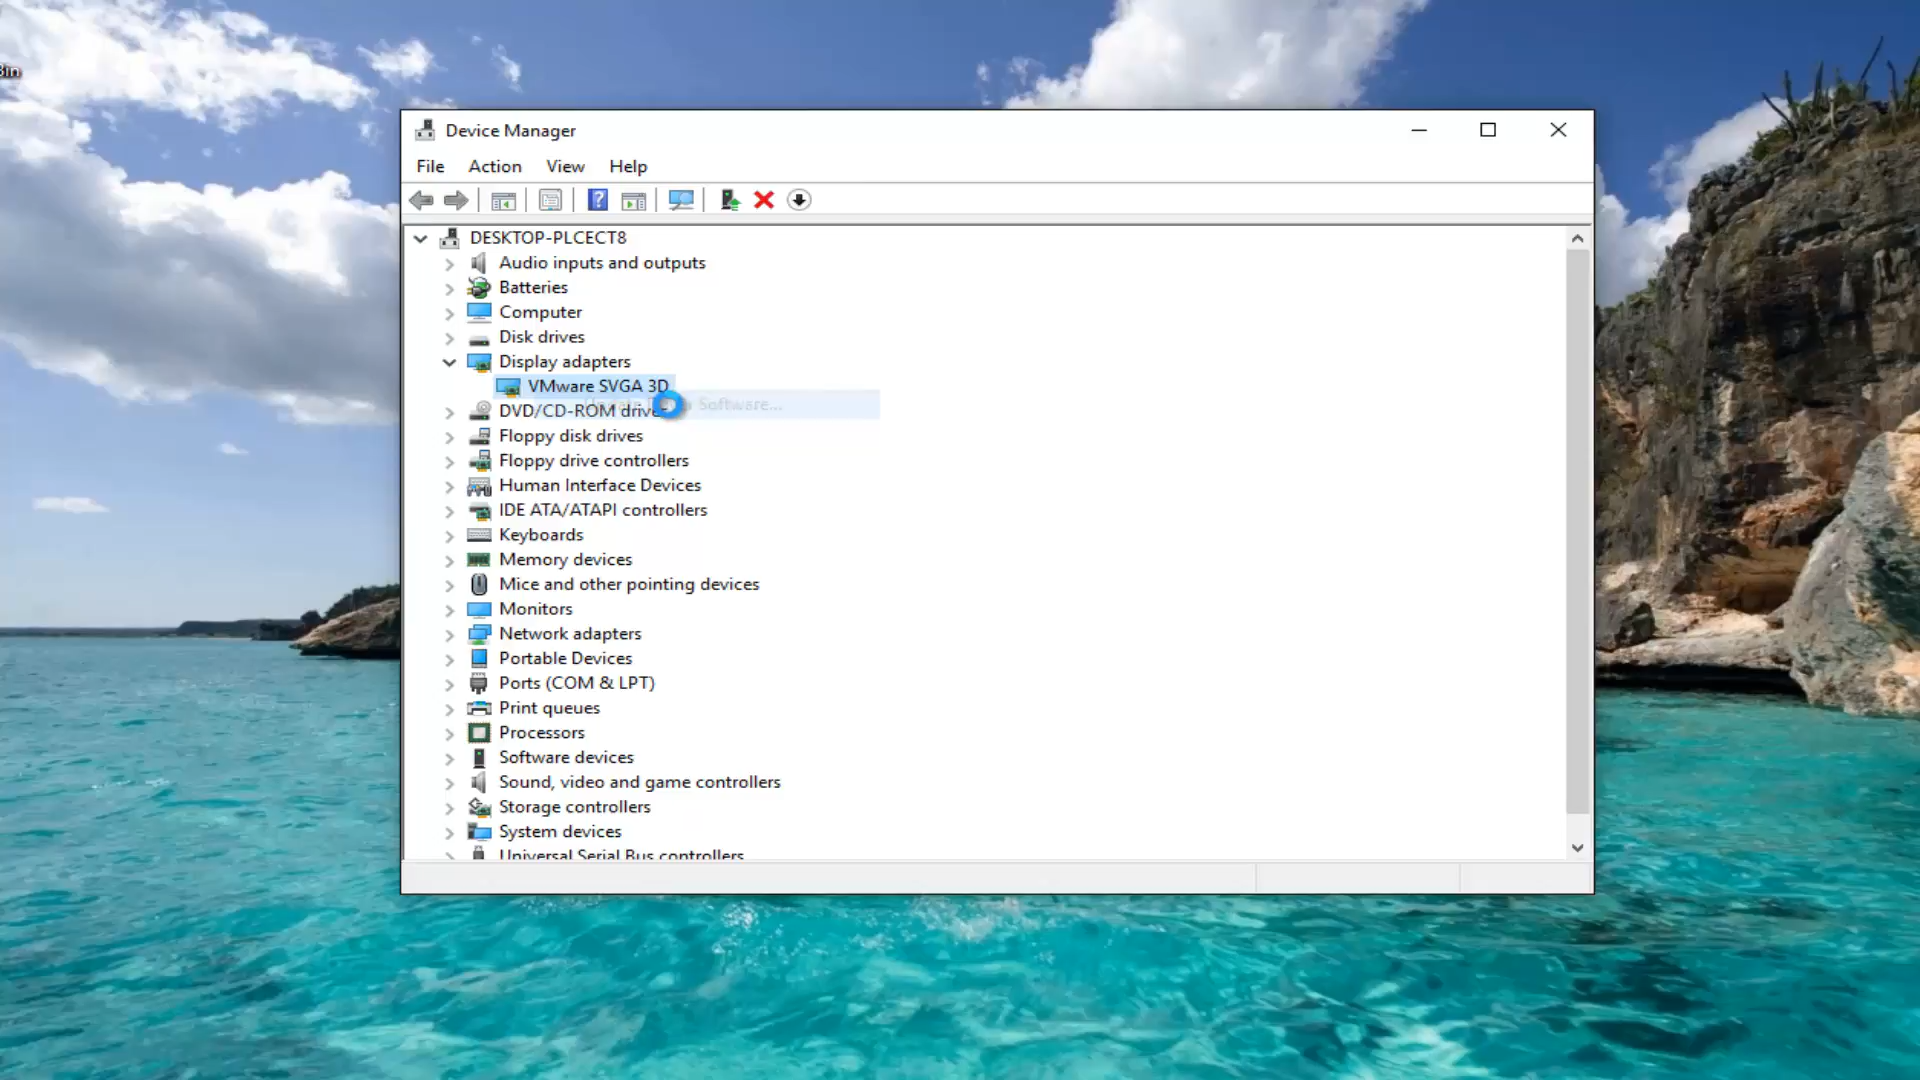 Bin
Device Manager
File Action View Help
DESKTOP-PLCECT8
Audio inputs and outputs
Batteries
Computer
Disk drives
Display adapters
VMware SVGA 3D
Software...
DVD/CD-ROM drives
Floppy disk drives
Floppy drive controllers
Human Interface Devices
IDE ATA/ATAPI controllers
Keyboards
Memory devices
Mice and other pointing devices
Monitors
Network adapters
Portable Devices
Ports (COM & LPT)
Print queues
Processors
Software devices
Sound, video and game controllers
Storage controllers
System devices
Universal Serial Bus controllers